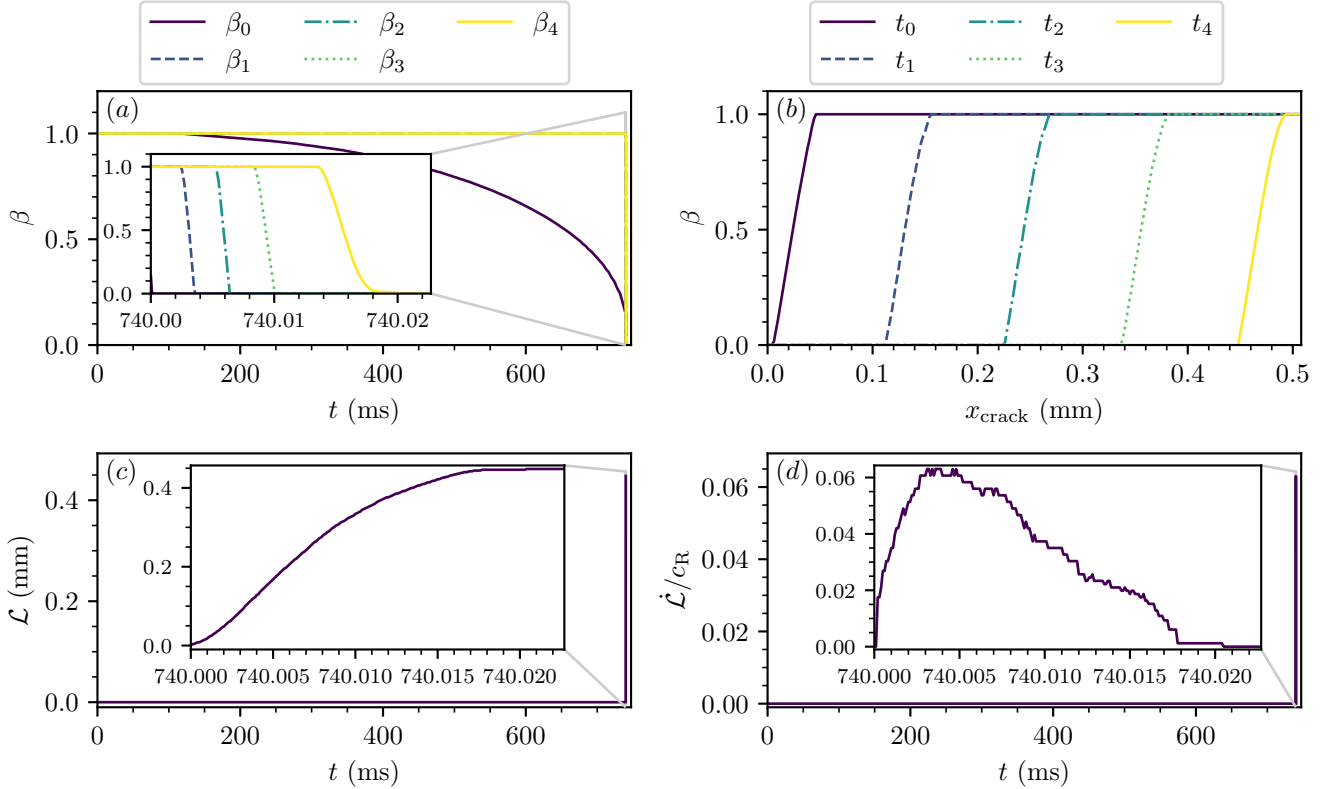 β₀ β₂ β₄
β₁ β₃
t₀ t₂ t₄
t₁ t₃
(a)
1.0
0.5
0.0
β
1.0
0.5
0.0
740.00 740.01 740.02
0 200 400 600
t (ms)
(b)
1.0
0.5
0.0
β
0.0 0.1 0.2 0.3 0.4 0.5
x_crack (mm)
(c)
0.4
0.2
0.0
ℒ (mm)
0.4
0.2
0.0
740.000 740.005 740.010 740.015 740.020
0 200 400 600
t (ms)
(d)
0.06
0.04
0.02
0.00
ℒ̇/c_R
0.06
0.04
0.02
0.00
740.000 740.005 740.010 740.015 740.020
0 200 400 600
t (ms)